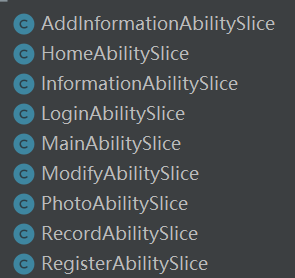 C AddInformationAbilitySlice
C HomeAbilitySlice
C InformationAbilitySlice
C LoginAbilitySlice
C MainAbilitySlice
C ModifyAbilitySlice
C PhotoAbilitySlice
C RecordAbilitySlice
C RegisterAbilitySlice